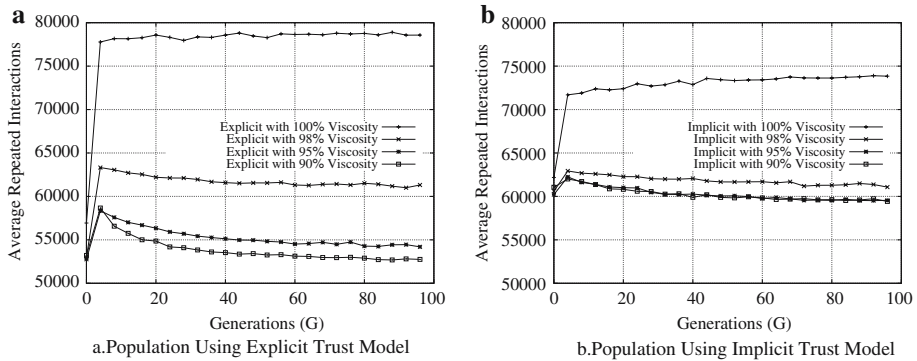 a
80000
75000
70000
65000
60000
55000
50000
Average Repeated Interactions
Explicit with 100% Viscosity
Explicit with 98% Viscosity
Explicit with 95% Viscosity
Explicit with 90% Viscosity
0 20 40 60 80 100
Generations (G)
a.Population Using Explicit Trust Model
b
80000
75000
70000
65000
60000
55000
50000
Average Repeated Interactions
Implicit with 100% Viscosity
Implicit with 98% Viscosity
Implicit with 95% Viscosity
Implicit with 90% Viscosity
0 20 40 60 80 100
Generations (G)
b.Population Using Implicit Trust Model